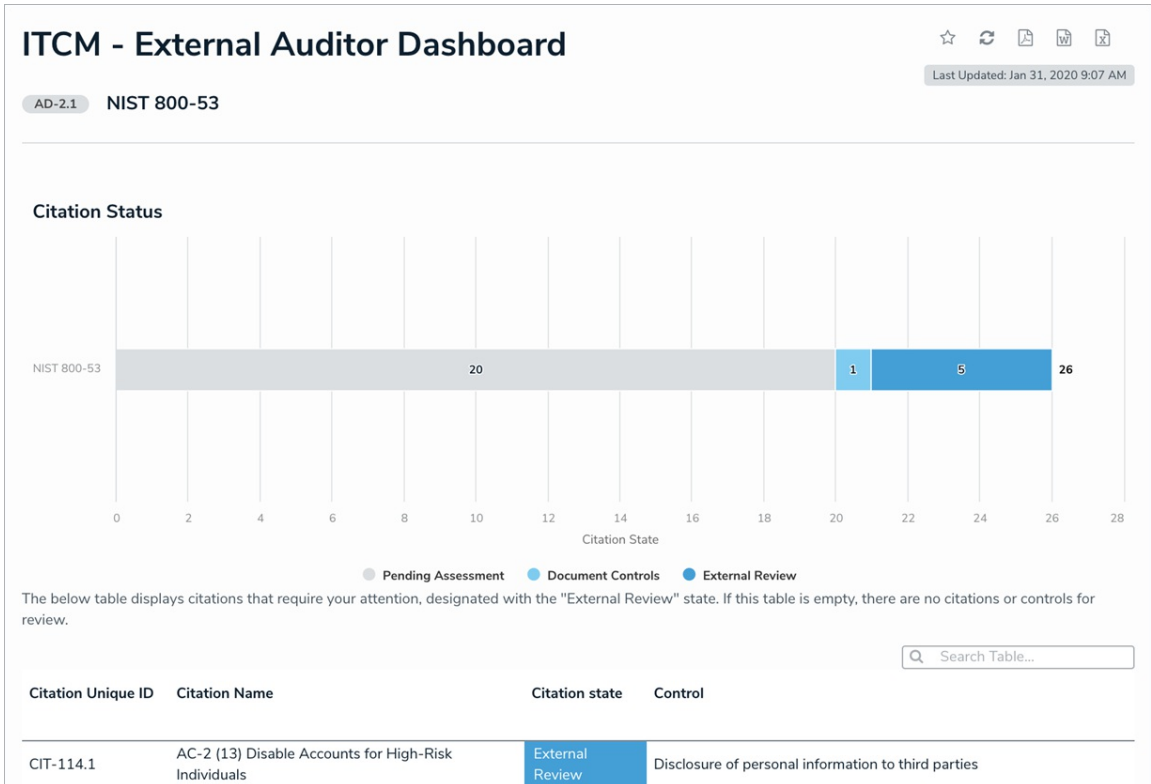 ITCM - External Auditor Dashboard
Last Updated: Jan 31, 2020 9:07 AM
AD-2.1 NIST 800-53
Citation Status
NIST 800-53 20 1 5 26
0 2 4 6 8 10 12 14 16 18 20 22 24 26 28
Citation State
Pending Assessment Document Controls External Review
The below table displays citations that require your attention, designated with the "External Review" state. If this table is empty, there are no citations or controls for
review.
Search Table...
Citation Unique ID Citation Name Citation state Control
CIT-114.1 AC-2 (13) Disable Accounts for High-Risk
Individuals
External
Review
Disclosure of personal information to third parties